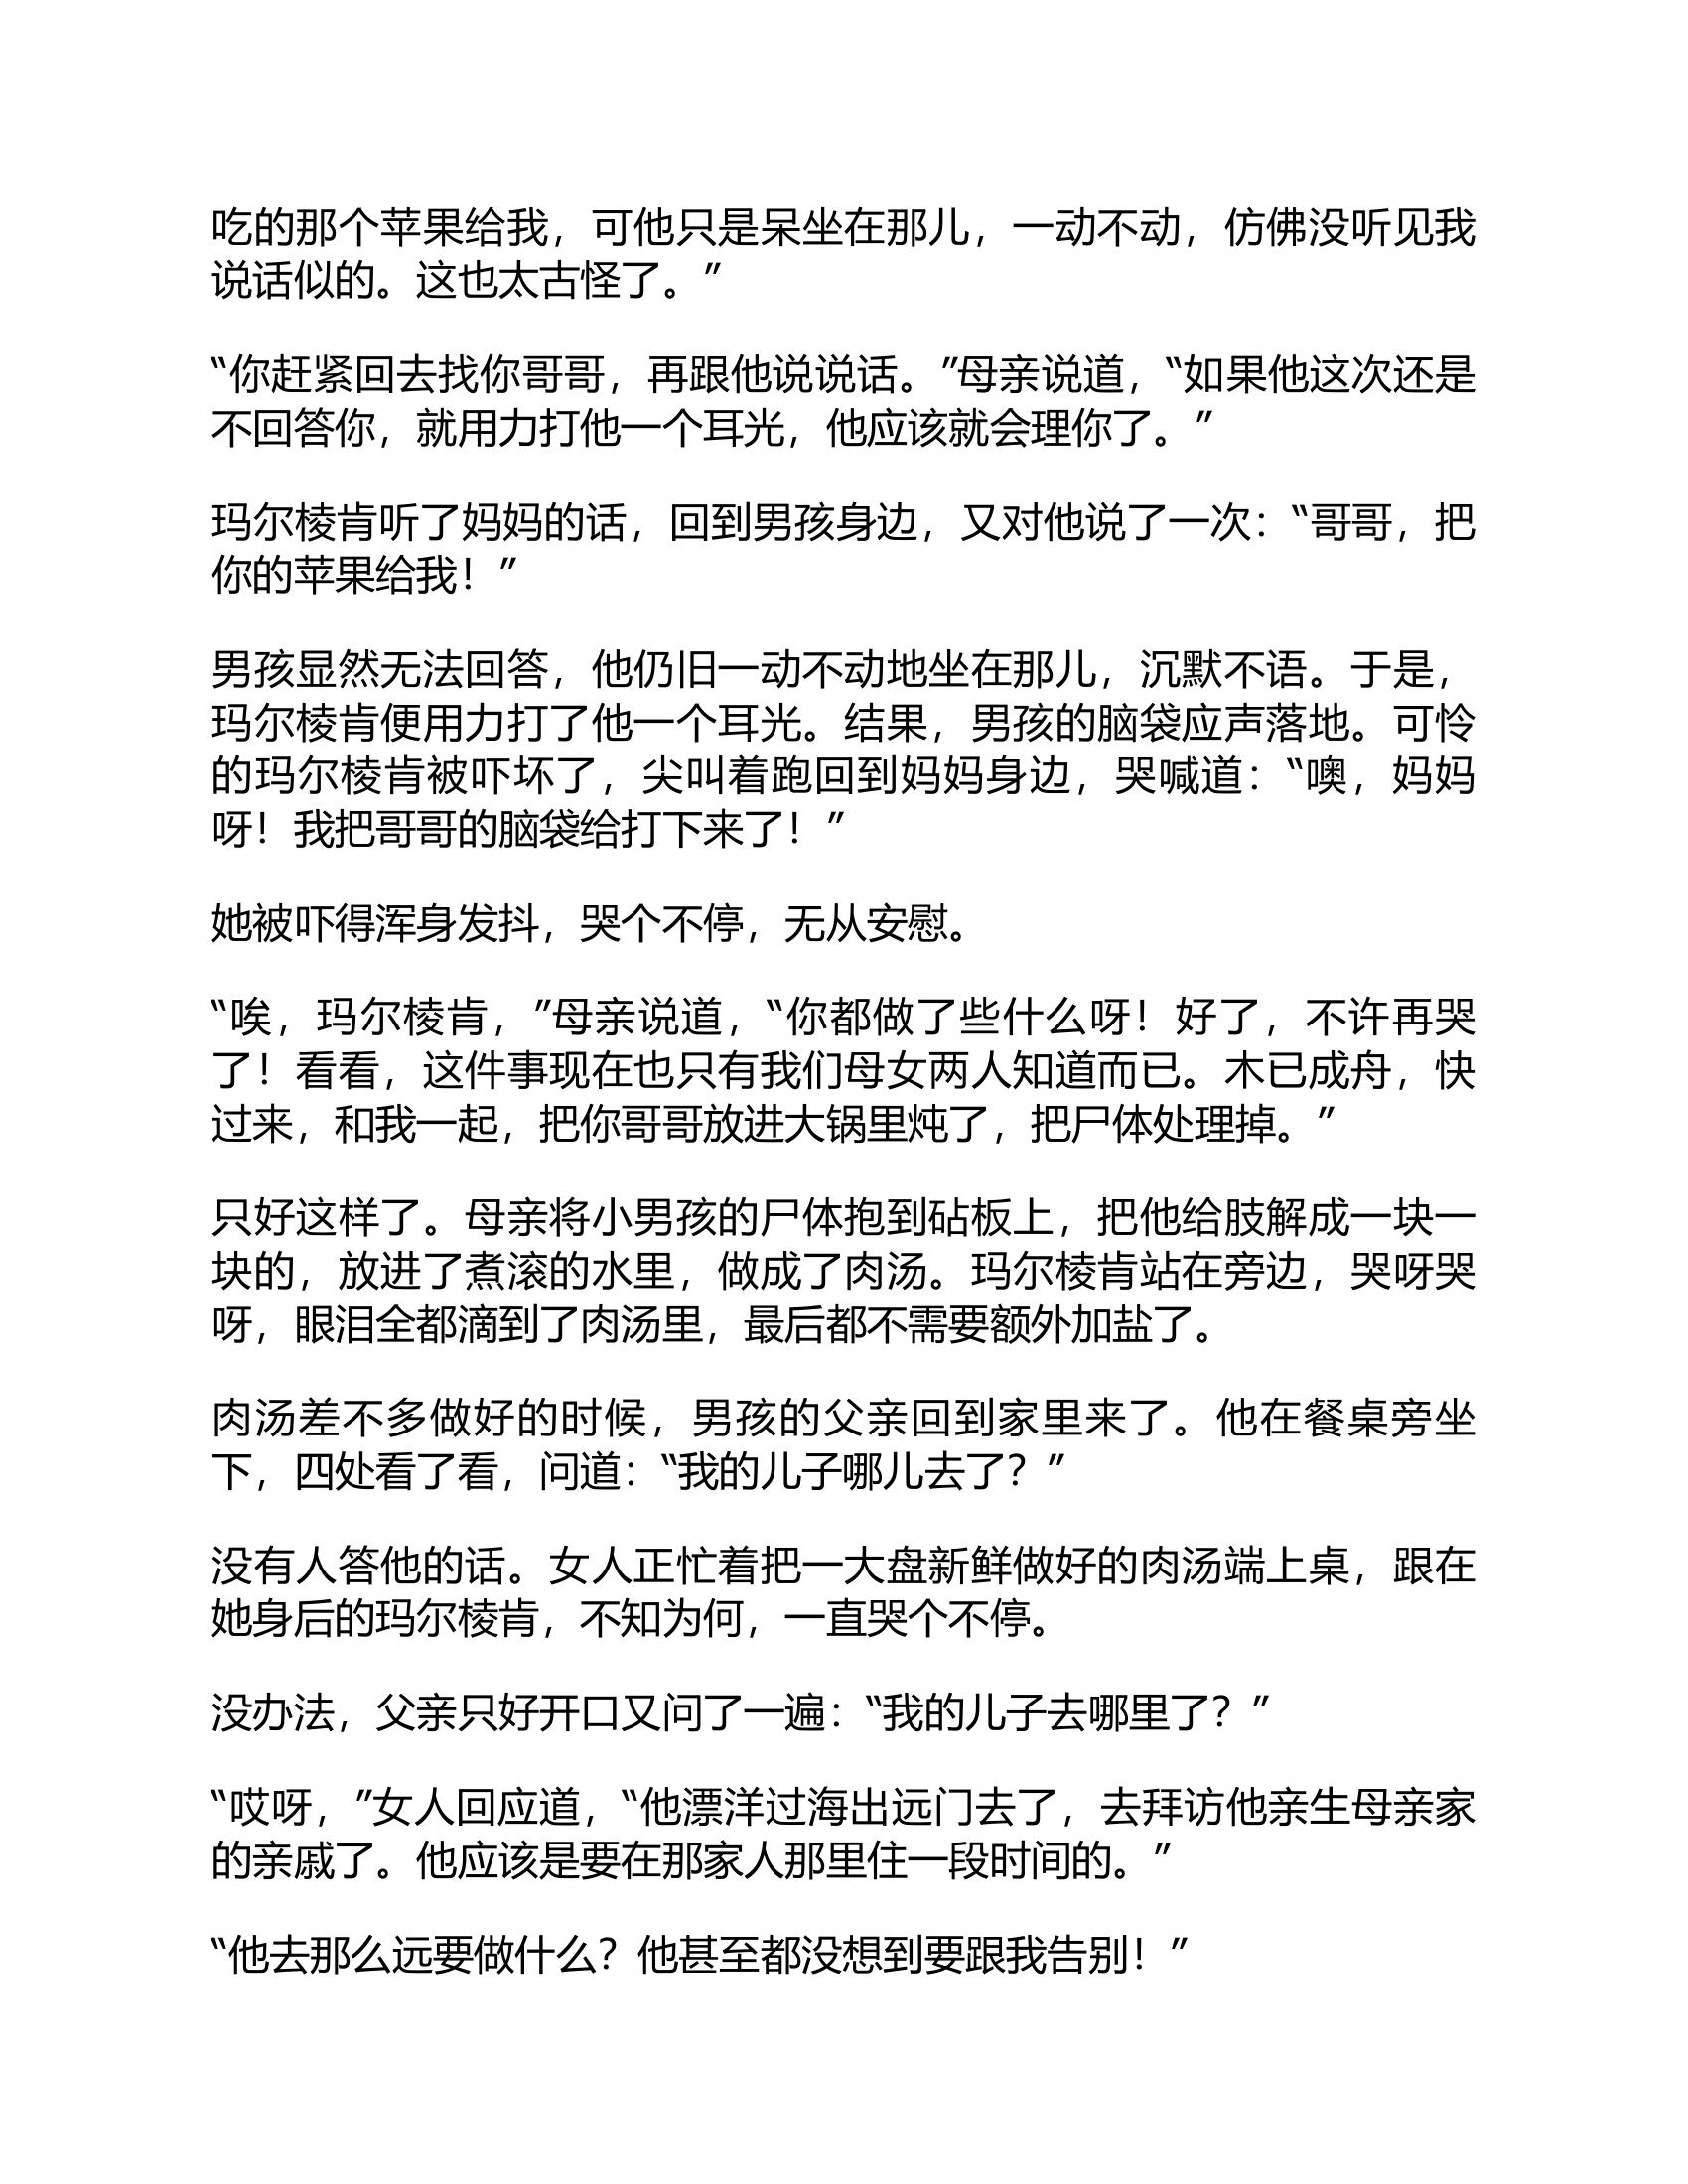 吃的那个苹果给我，可他只是呆坐在那儿，一动不动，仿佛没听见我
说话似的。这也太古怪了。”
“你赶紧回去找你哥哥，再跟他说说话。”母亲说道，“如果他这次还是
不回答你，就用力打他一个耳光，他应该就会理你了。”
玛尔棱肯听了妈妈的话，回到男孩身边，又对他说了一次：“哥哥，把
你的苹果给我！”
男孩显然无法回答，他仍旧一动不动地坐在那儿，沉默不语。于是，
玛尔棱肯便用力打了他一个耳光。结果，男孩的脑袋应声落地。可怜
的玛尔棱肯被吓坏了，尖叫着跑回到妈妈身边，哭喊道：“噢，妈妈
呀！我把哥哥的脑袋给打下来了！”
她被吓得浑身发抖，哭个不停，无从安慰。
“唉，玛尔棱肯，”母亲说道，“你都做了些什么呀！好了，不许再哭
了！看看，这件事现在也只有我们母女两人知道而已。木已成舟，快
过来，和我一起，把你哥哥放进大锅里炖了，把尸体处理掉。”
只好这样了。母亲将小男孩的尸体抱到砧板上，把他给肢解成一块一
块的，放进了煮滚的水里，做成了肉汤。玛尔棱肯站在旁边，哭呀哭
呀，眼泪全都滴到了肉汤里，最后都不需要额外加盐了。
肉汤差不多做好的时候，男孩的父亲回到家里来了。他在餐桌旁坐
下，四处看了看，问道：“我的儿子哪儿去了？”
没有人答他的话。女人正忙着把一大盘新鲜做好的肉汤端上桌，跟在
她身后的玛尔棱肯，不知为何，一直哭个不停。
没办法，父亲只好开口又问了一遍：“我的儿子去哪里了？”
“哎呀，”女人回应道，“他漂洋过海出远门去了，去拜访他亲生母亲家
的亲戚了。他应该是要在那家人那里住一段时间的。”
“他去那么远要做什么？他甚至都没想到要跟我告别！”